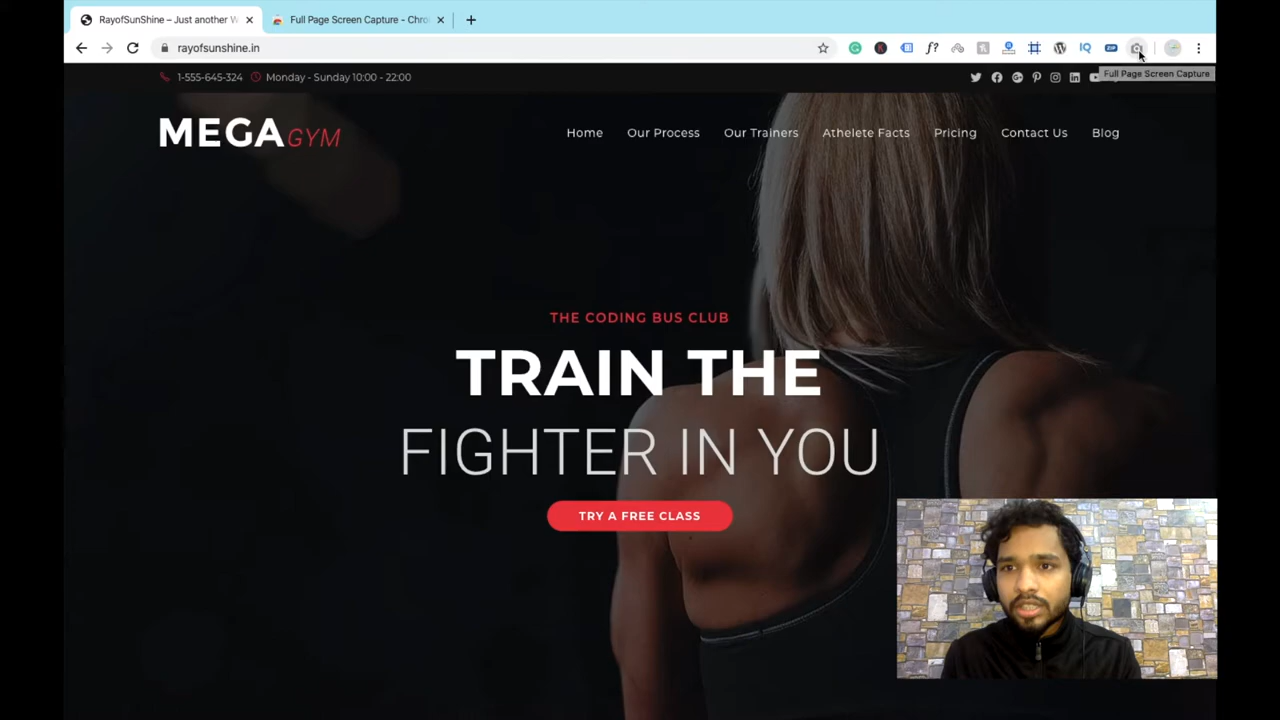 RayofSunShine – Just another W
Full Page Screen Capture - Chro
rayofsunshine.in
f?
IQ
ZIP
Full Page Screen Capture
1-555-645-324 Monday - Sunday 10:00 - 22:00
MEGA GYM
Home Our Process Our Trainers Athelete Facts Pricing Contact Us Blog
THE CODING BUS CLUB
TRAIN THE
FIGHTER IN YOU
TRY A FREE CLASS